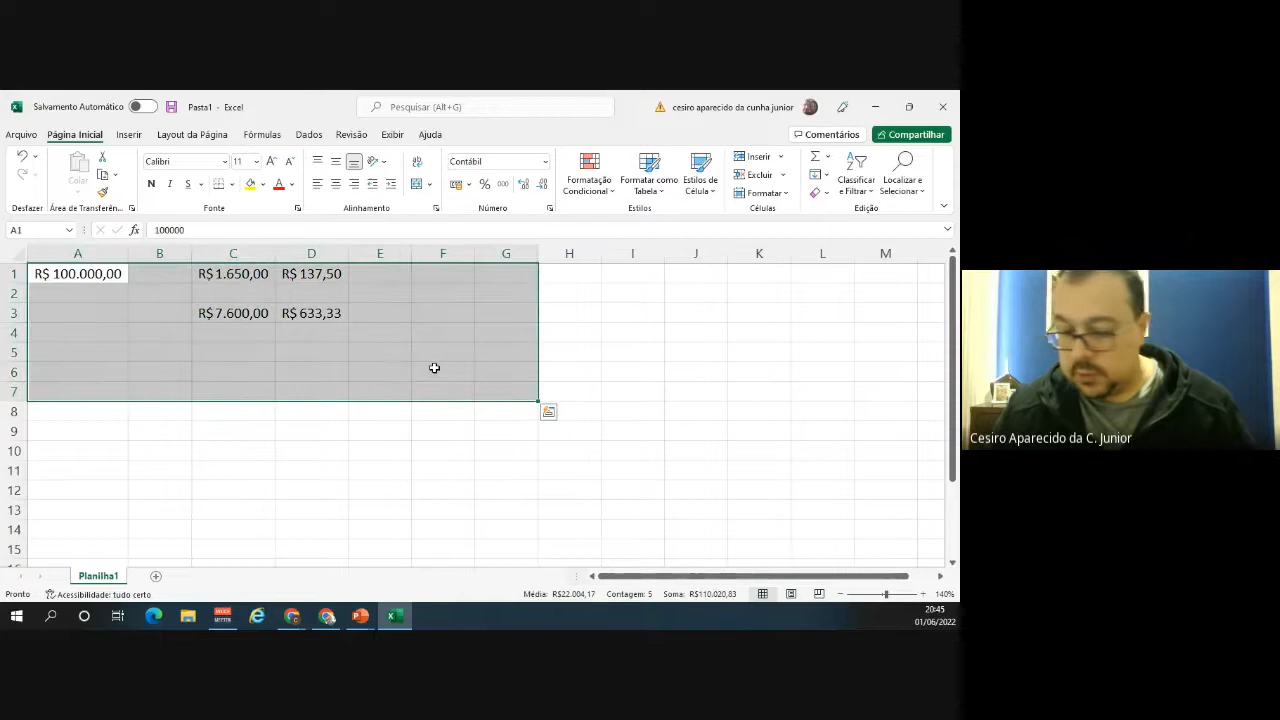 Salvamento Automático Pasta1 - Excel Pesquisar (Alt+G) cesiro aparecido da cunha junior
Arquivo Página Inicial Inserir Layout da Página Fórmulas Dados Revisão Exibir Ajuda Comentários Compartilhar
Colar Calibri 11 Contábil Formatação Condicional Formatar como Tabela Estilos de Célula Inserir Excluir Formatar Classificar e Filtrar Localizar e Selecionar
N I S % 000
Desfazer Área de Transferên... Fonte Alinhamento Número Estilos Células Edição
A1 fx 100000
A B C D E F G H I J K L M
1 R$ 100.000,00 R$ 1.650,00 R$ 137,50
2
3 R$ 7.600,00 R$ 633,33
4
5
6
7
8
9
10
11
12
13
14
15
Cesiro Aparecido da C. Junior
Planilha1
Pronto Acessibilidade: tudo certo Média: R$22.004,17 Contagem: 5 Soma: R$110.020,83 140%
20:45
01/06/2022